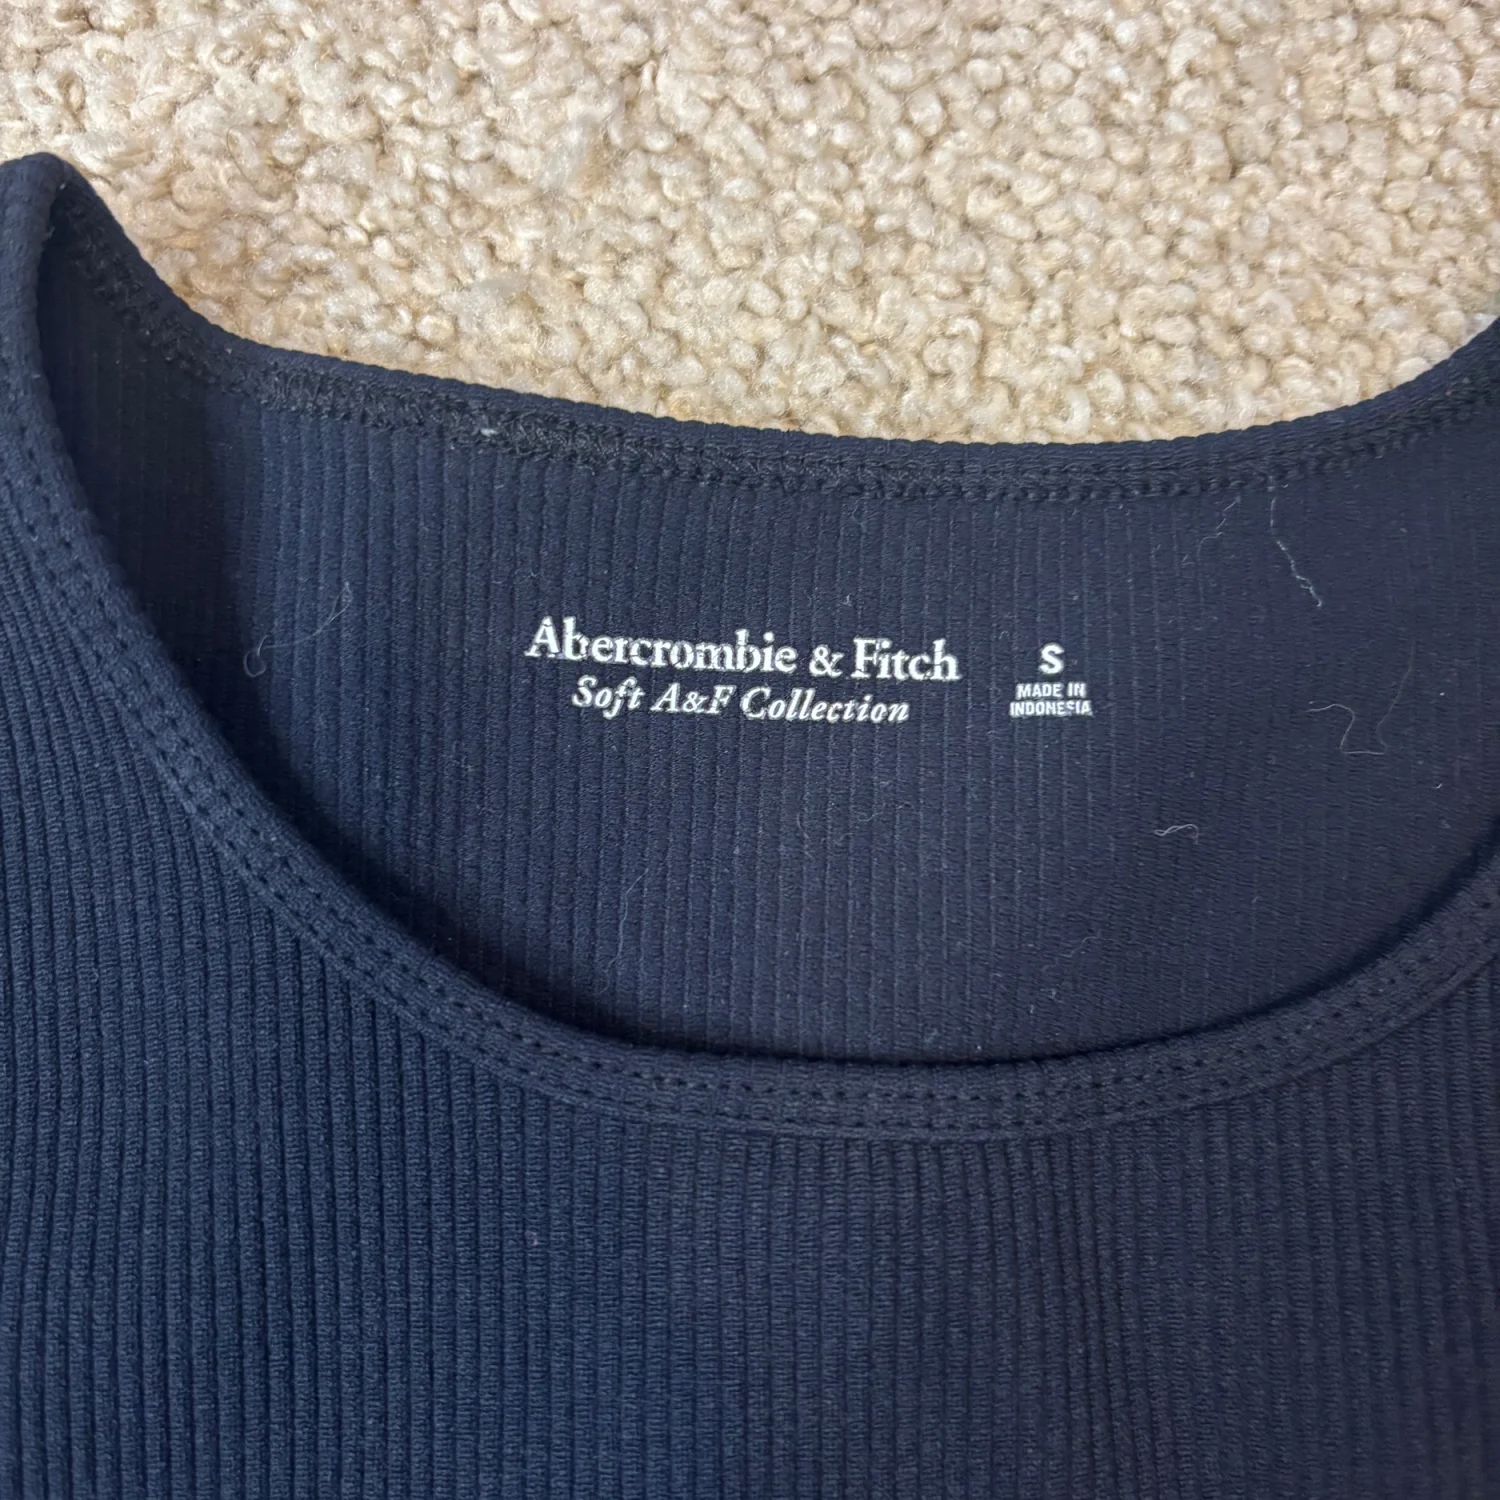 Abercrombie & Fitch
Soft A&F Collection
S
MADE IN
INDONESIA